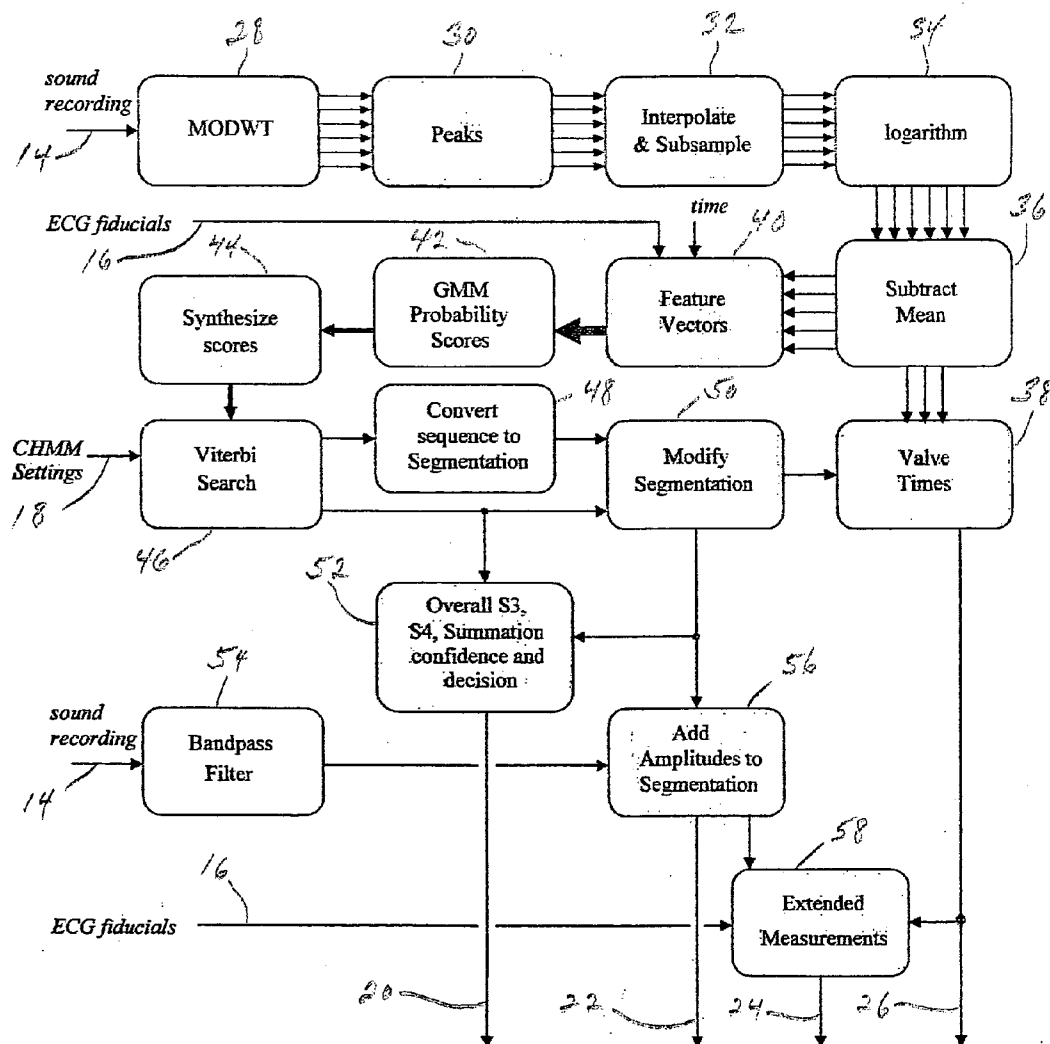 28
30
32
34
sound
recording
14
MODWT
Peaks
Interpolate
& Subsample
logarithm
ECG fiducials
16
time
36
44
42
40
Synthesize
scores
GMM
Probability
Scores
Feature
Vectors
Subtract
Mean
48
50
38
CHMM
Settings
18
Viterbi
Search
Convert
sequence to
Segmentation
Modify
Segmentation
Valve
Times
46
52
Overall S3,
S4, Summation
confidence and
decision
54
56
sound
recording
14
Bandpass
Filter
Add
Amplitudes to
Segmentation
58
16
ECG fiducials
Extended
Measurements
20
22
24
26